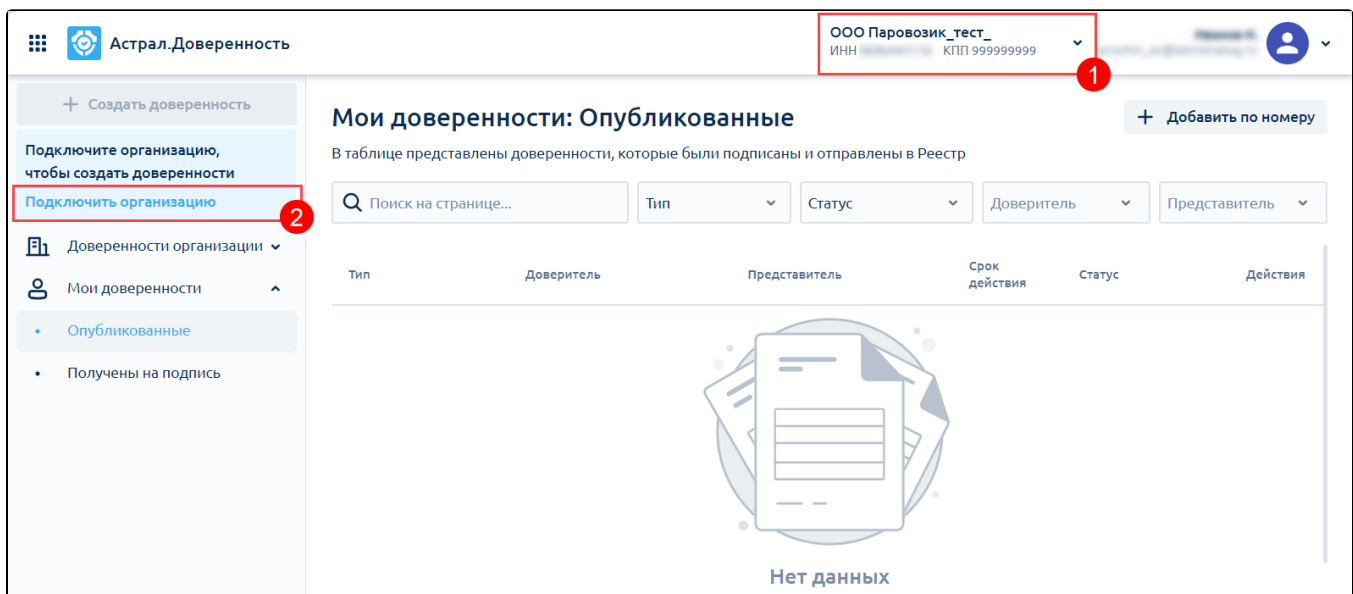 Астрал.Доверенность
ООО Паровозик_тест_
ИНН КПП 999999999
1
Создать доверенность
Подключите организацию,
чтобы создать доверенности
Подключить организацию
2
Доверенности организации
Мои доверенности
Опубликованные
Получены на подпись
Мои доверенности: Опубликованные
+ Добавить по номеру
В таблице представлены доверенности, которые были подписаны и отправлены в Реестр
Поиск на странице...
Тип
Статус
Доверитель
Представитель
Тип
Доверитель
Представитель
Срок
действия
Статус
Действия
Нет данных